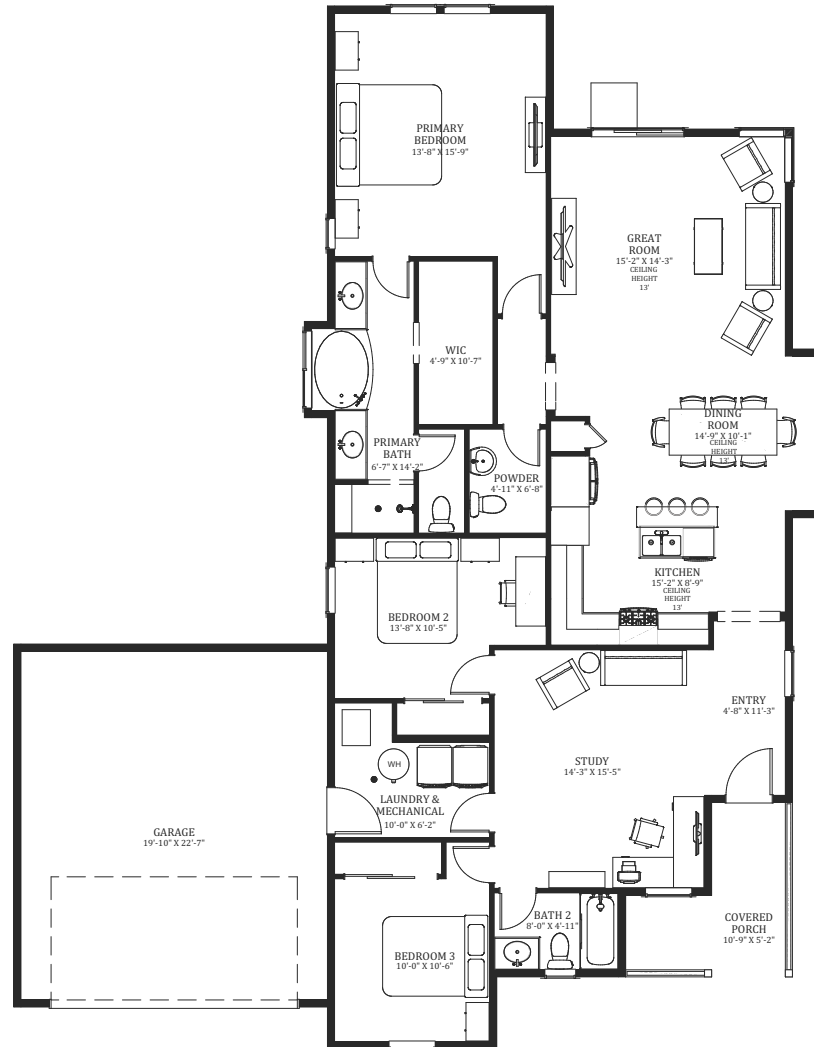 PRIMARY
BEDROOM
13'-8" X 15'-9"
GREAT
ROOM
15'-2" X 14'-3"
CEILING
HEIGHT
13'
WIC
4'-9" X 10'-7"
DINING
ROOM
14'-9" X 10'-1"
CEILING
HEIGHT
13'
PRIMARY
BATH
6'-7" X 14'-2"
POWDER
4'-11" X 6'-8"
KITCHEN
15'-2" X 8'-9"
CEILING
HEIGHT
13'
BEDROOM 2
13'-8" X 10'-5"
ENTRY
4'-8" X 11'-3"
STUDY
14'-3" X 15'-5"
WH
LAUNDRY &
MECHANICAL
10'-0" X 6'-2"
GARAGE
19'-10" X 22'-7"
BATH 2
8'-0" X 4'-11"
COVERED
PORCH
10'-9" X 5'-2"
BEDROOM 3
10'-0" X 10'-6"